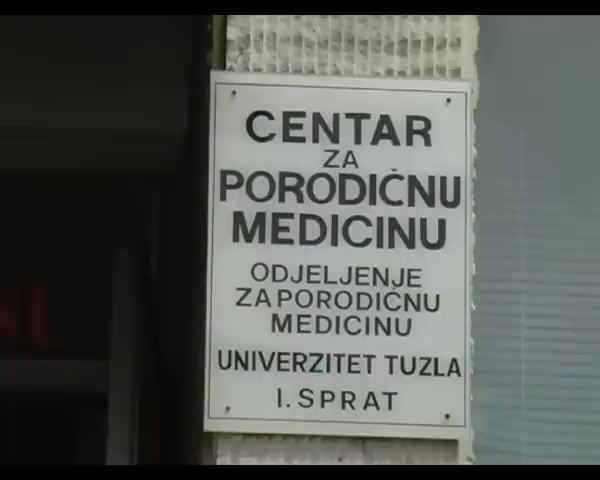 CENTAR
ZA
PORODIČNU
MEDICINU
ODJELJENJE
ZA PORODIČNU
MEDICINU
UNIVERZITET TUZLA
I. SPRAT